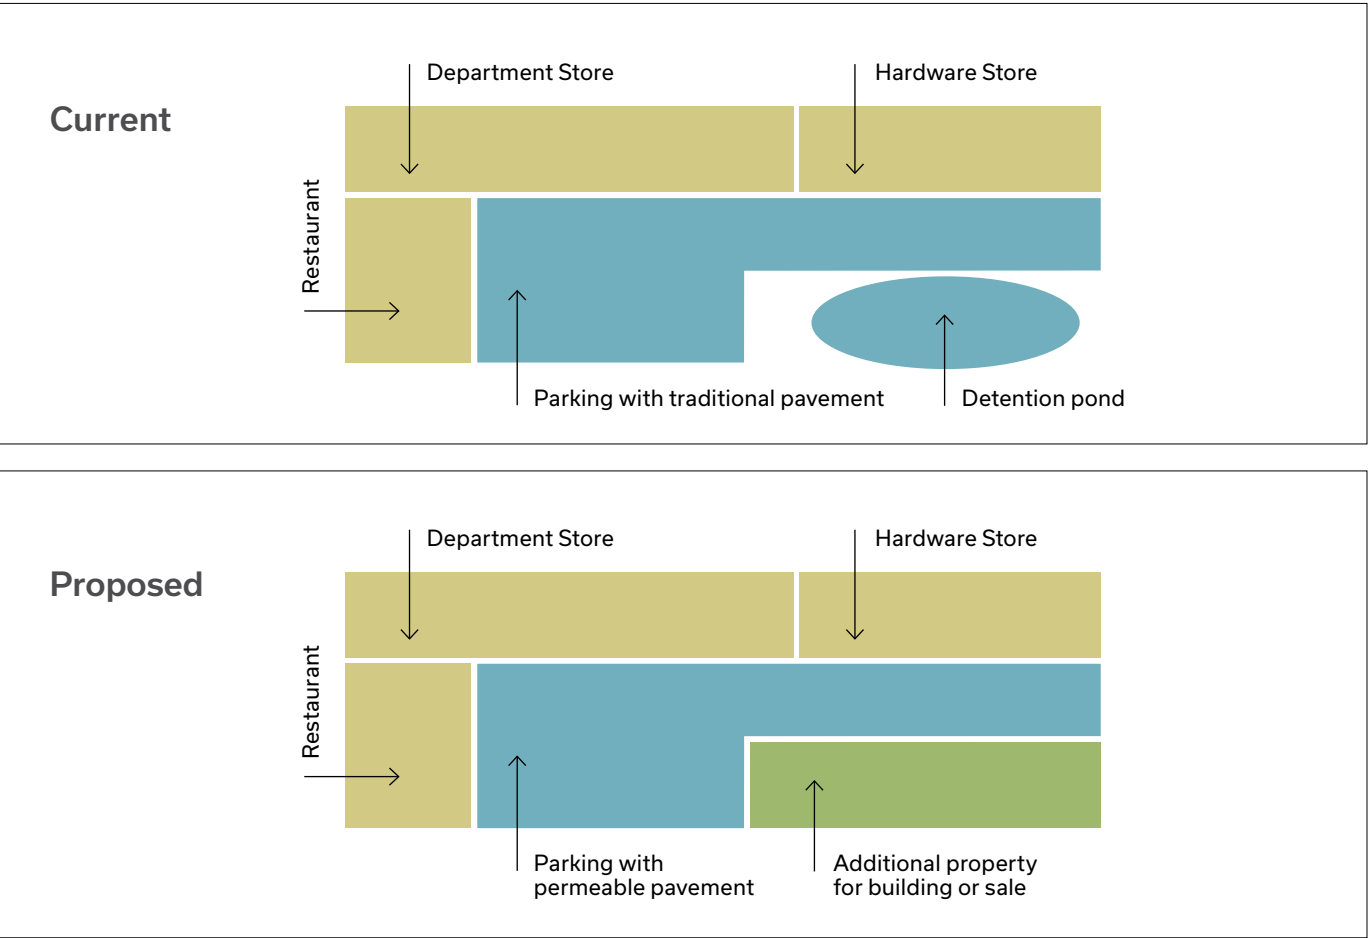 Current
Department Store
Hardware Store
Restaurant
Parking with traditional pavement
Detention pond
Proposed
Department Store
Hardware Store
Restaurant
Parking with
permeable pavement
Additional property
for building or sale